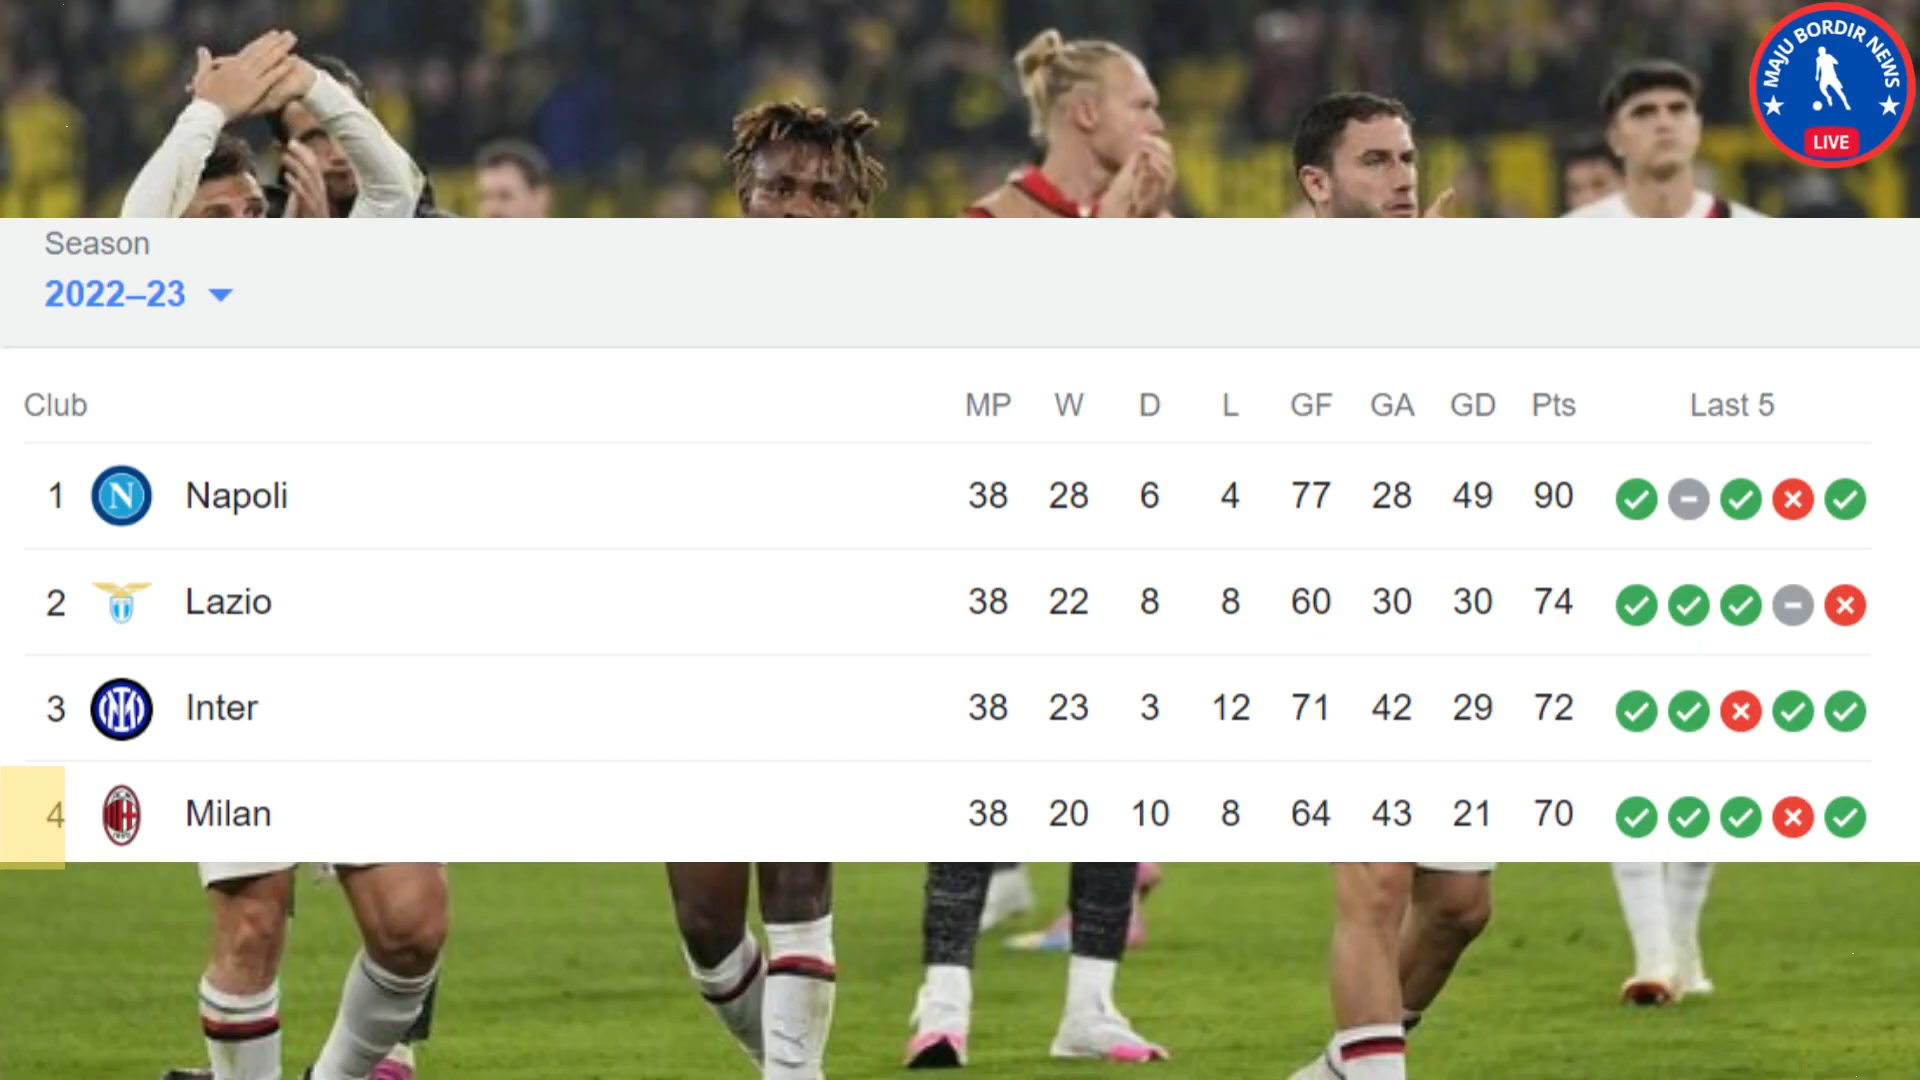 MAJU BORDIR NEWS
LIVE
Season
2022–23
Club MP W D L GF GA GD Pts Last 5
1 N Napoli 38 28 6 4 77 28 49 90
2 Lazio 38 22 8 8 60 30 30 74
3 Inter 38 23 3 12 71 42 29 72
4 Milan 38 20 10 8 64 43 21 70